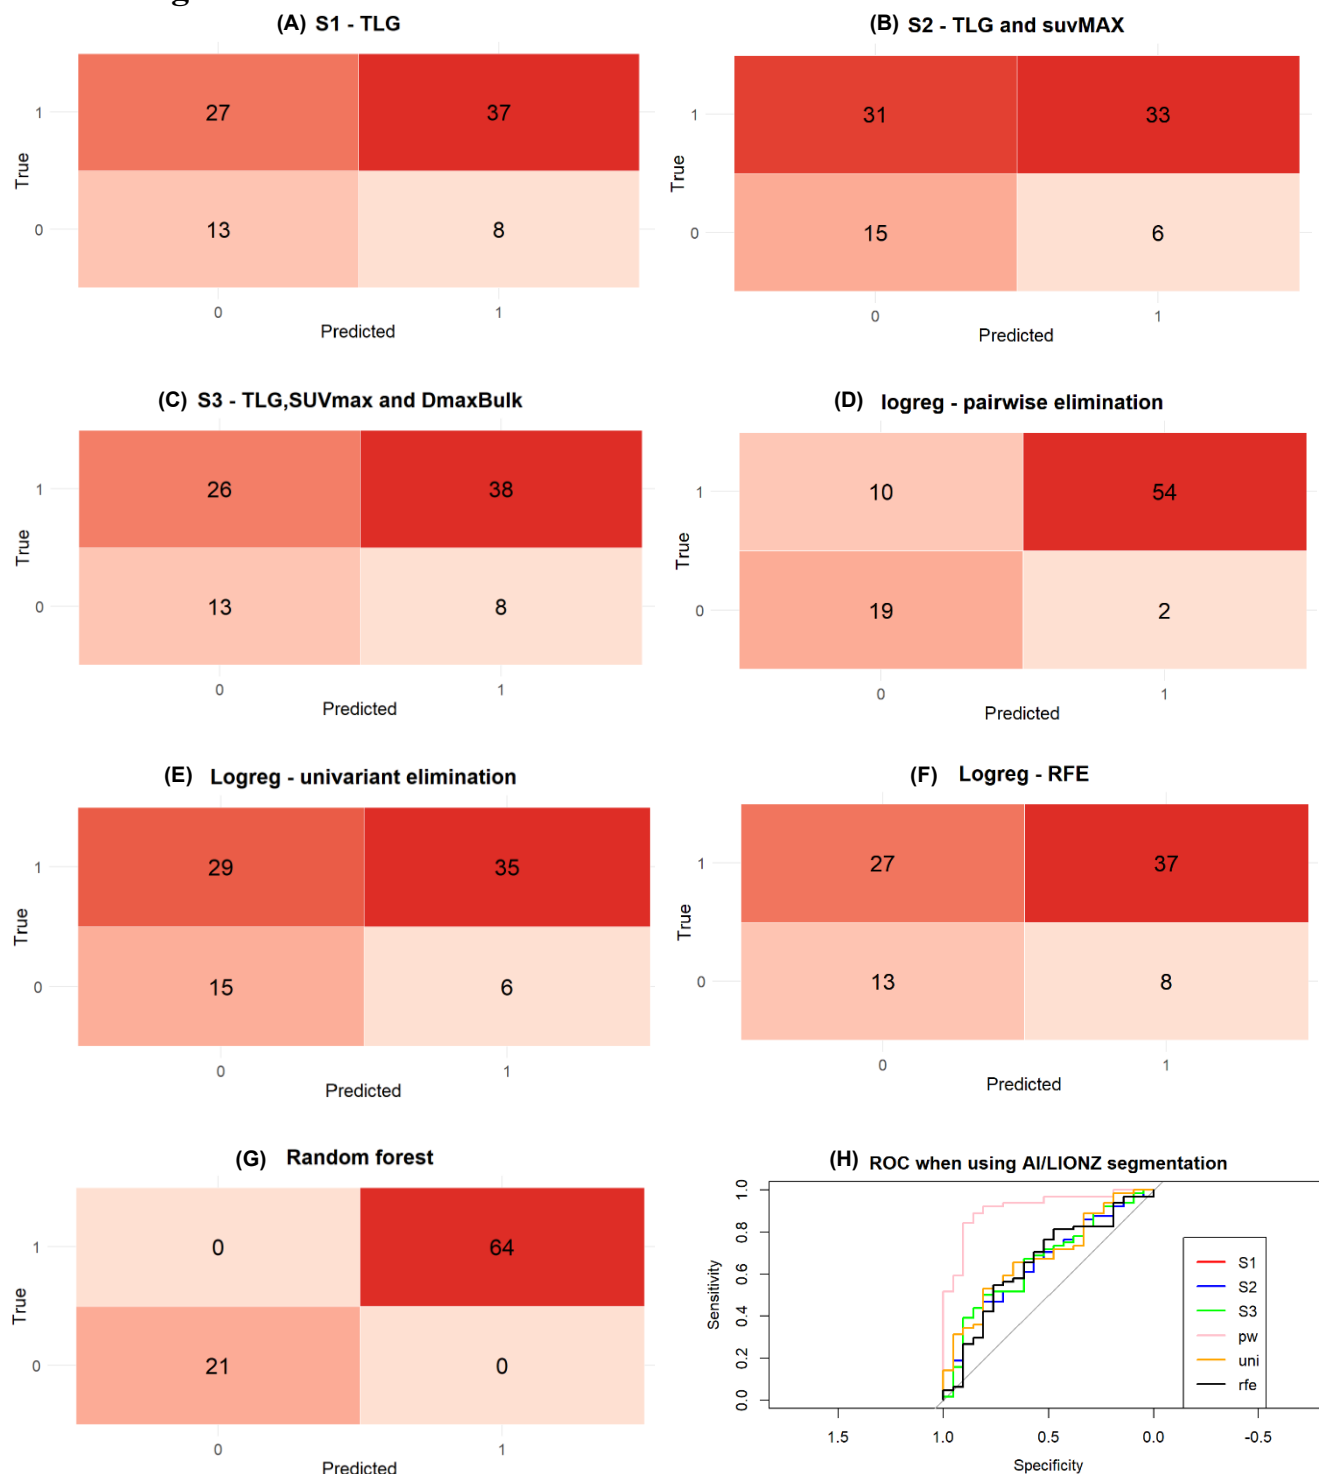 g
(A) S1 - TLG
1
27
37
True
0
13
8
0
1
Predicted
(B) S2 - TLG and suvMAX
1
31
33
True
0
15
6
0
1
Predicted
(C) S3 - TLG,SUVmax and DmaxBulk
1
26
38
True
0
13
8
0
1
Predicted
(D) logreg - pairwise elimination
1
10
54
True
0
19
2
0
1
Predicted
(E) Logreg - univariant elimination
1
29
35
True
0
15
6
0
1
Predicted
(F) Logreg - RFE
1
27
37
True
0
13
8
0
1
Predicted
(G) Random forest
1
0
64
True
0
21
0
0
1
Predicted
(H) ROC when using AI/LIONZ segmentation
1.0
0.8
0.6
0.4
0.2
0.0
Sensitivity
S1
S2
S3
pw
uni
rfe
1.5
1.0
0.5
0.0
-0.5
Specificity